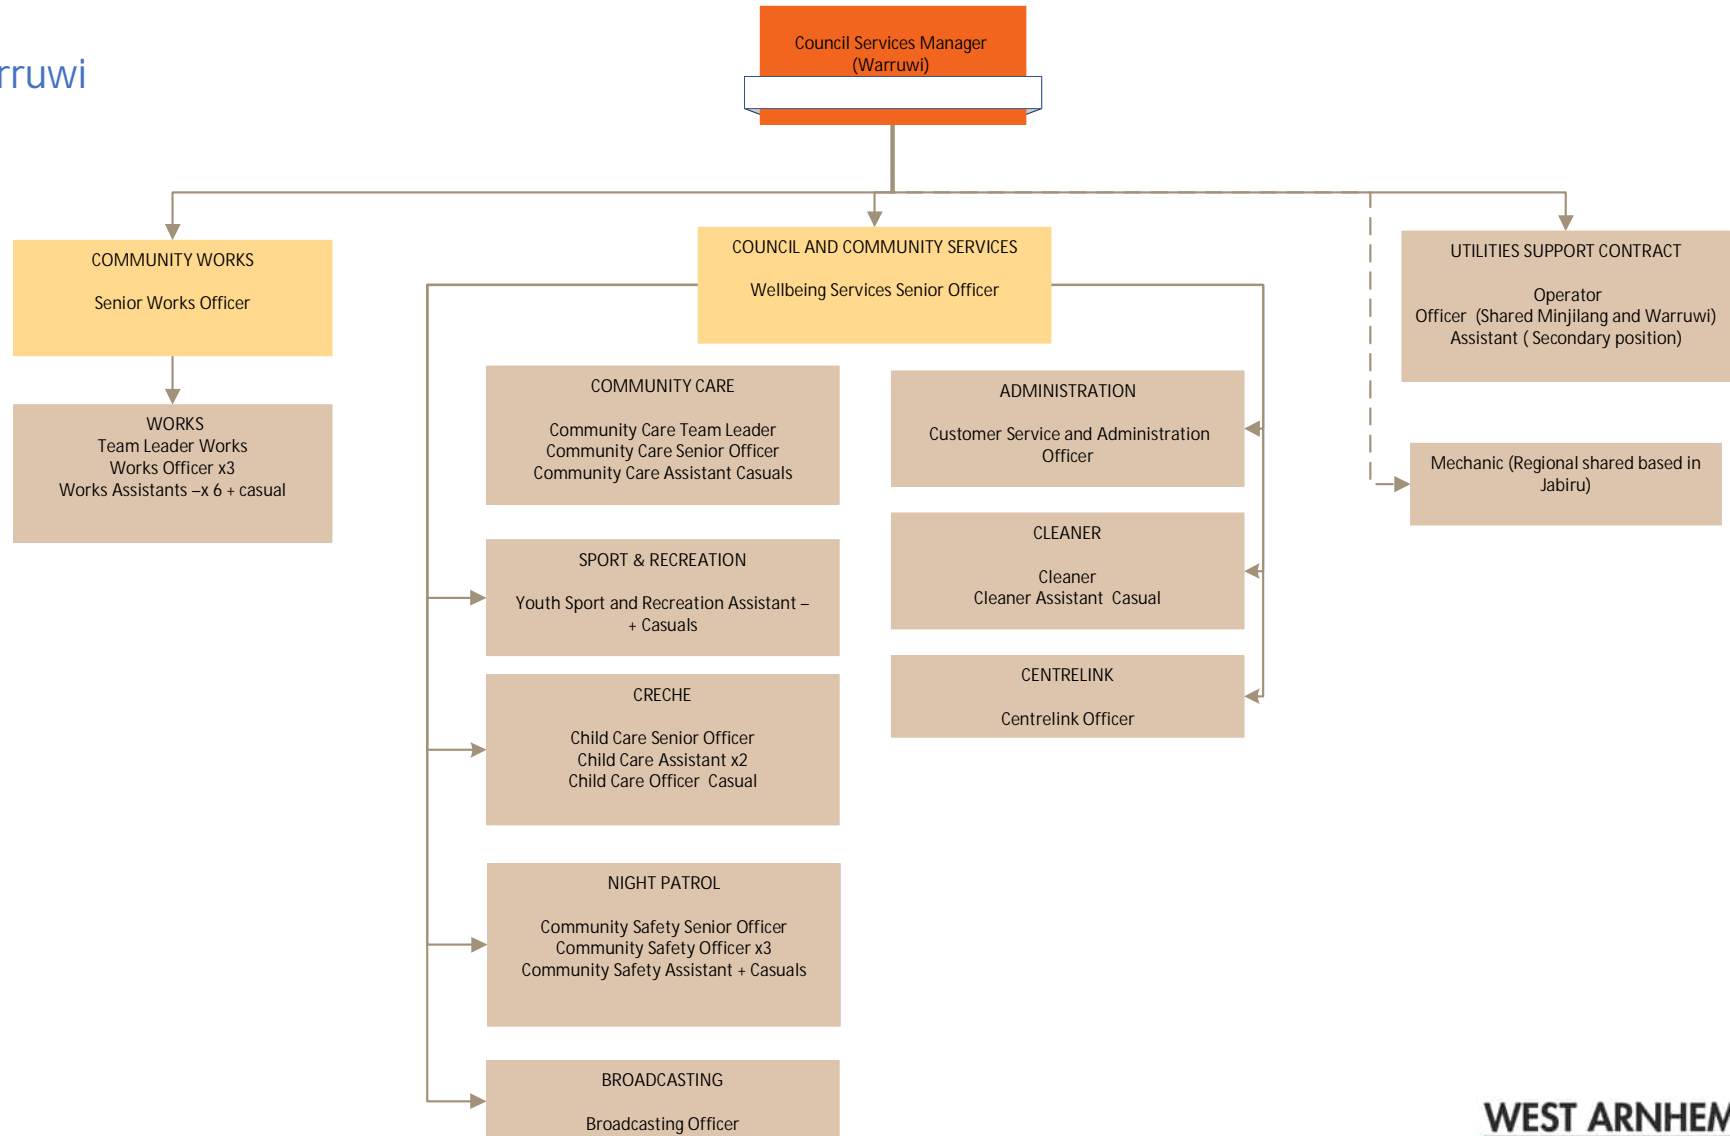 rruwi
Council Services Manager
(Warruwi)
COMMUNITY WORKS
Senior Works Officer
WORKS
Team Leader Works
Works Officer x3
Works Assistants –x 6 + casual
COUNCIL AND COMMUNITY SERVICES
Wellbeing Services Senior Officer
COMMUNITY CARE
Community Care Team Leader
Community Care Senior Officer
Community Care Assistant Casuals
SPORT & RECREATION
Youth Sport and Recreation Assistant –
+ Casuals
CRECHE
Child Care Senior Officer
Child Care Assistant x2
Child Care Officer Casual
NIGHT PATROL
Community Safety Senior Officer
Community Safety Officer x3
Community Safety Assistant + Casuals
BROADCASTING
Broadcasting Officer
ADMINISTRATION
Customer Service and Administration
Officer
CLEANER
Cleaner
Cleaner Assistant Casual
CENTRELINK
Centrelink Officer
UTILITIES SUPPORT CONTRACT
Operator
Officer (Shared Minjilang and Warruwi)
Assistant ( Secondary position)
Mechanic (Regional shared based in
Jabiru)
WEST ARNHEM